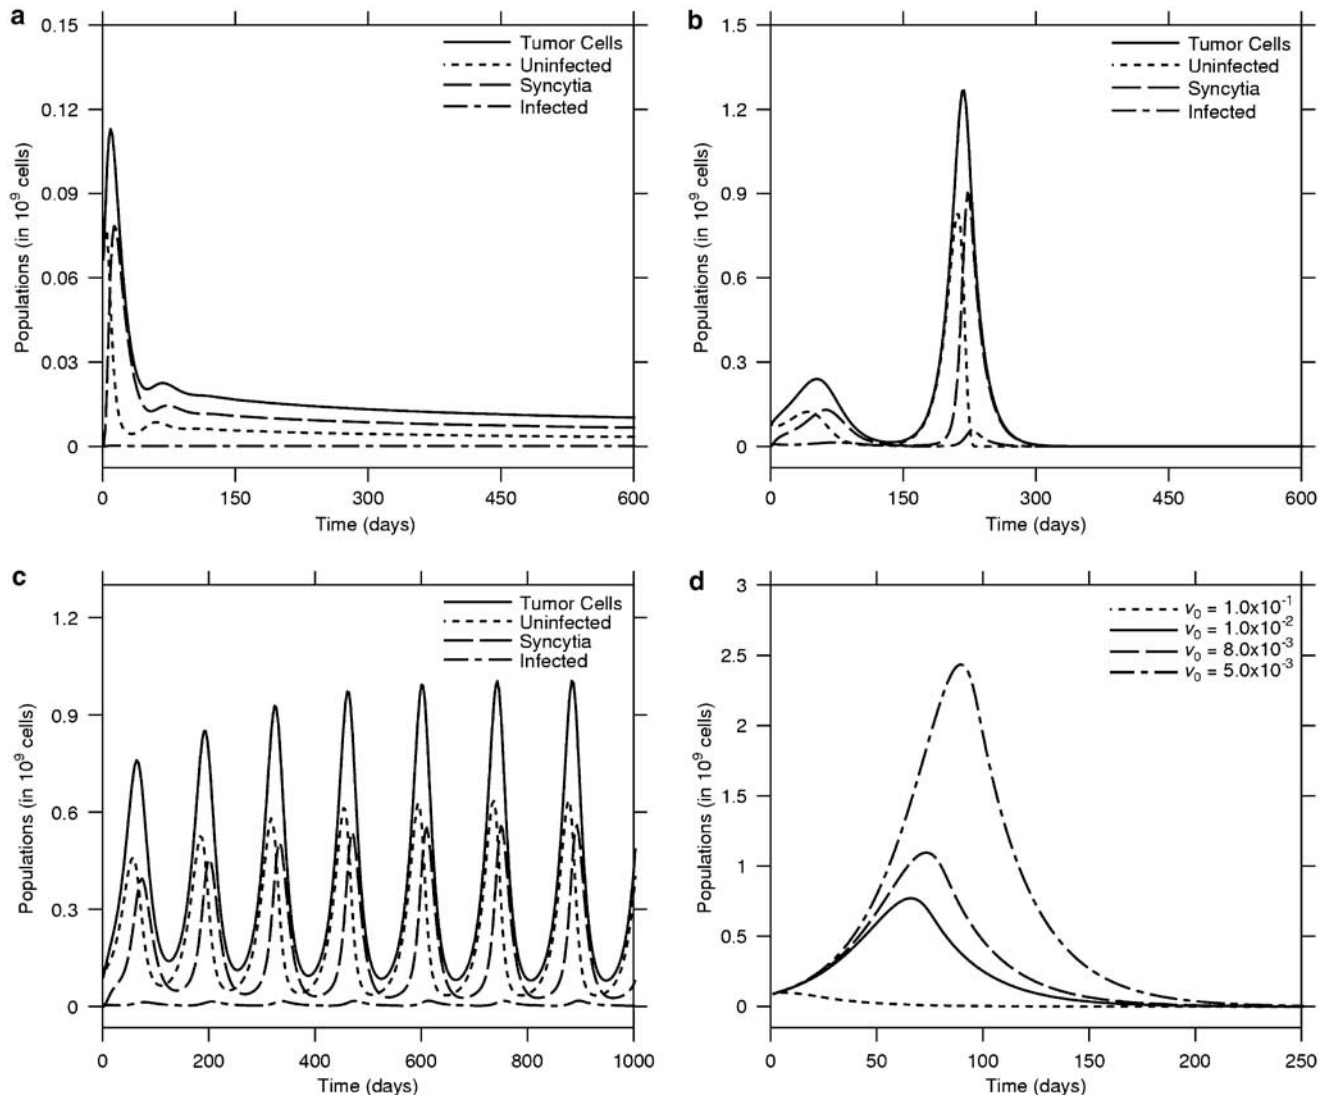 a
0.15
0.12
0.09
0.06
0.03
0
Populations (in 10⁹ cells)
Tumor Cells
Uninfected
Syncytia
Infected
0 150 300 450 600
Time (days)
b
1.5
1.2
0.9
0.6
0.3
0
Populations (in 10⁹ cells)
Tumor Cells
Uninfected
Syncytia
Infected
0 150 300 450 600
Time (days)
c
1.2
0.9
0.6
0.3
0
Populations (in 10⁹ cells)
Tumor Cells
Uninfected
Syncytia
Infected
0 200 400 600 800 1000
Time (days)
d
3
2.5
2
1.5
1
0.5
0
Populations (in 10⁹ cells)
v₀ = 1.0x10⁻¹
v₀ = 1.0x10⁻²
v₀ = 8.0x10⁻³
v₀ = 5.0x10⁻³
0 50 100 150 200 250
Time (days)